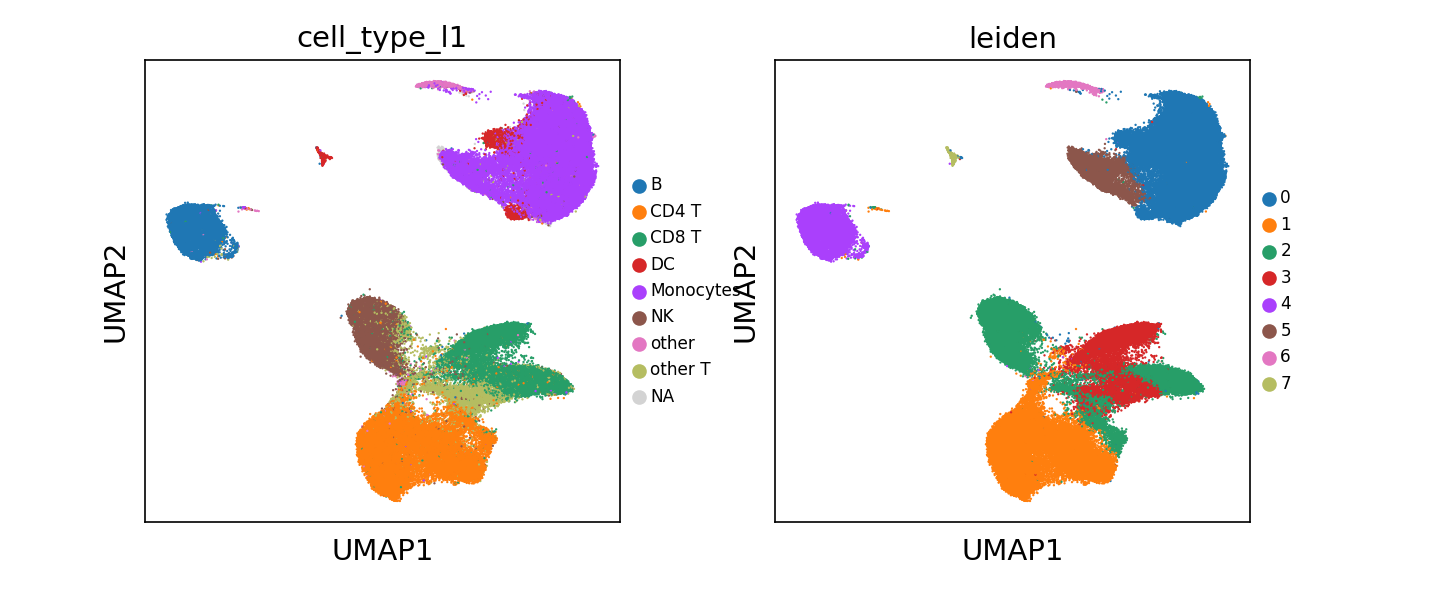 cell_type_l1
UMAP2
UMAP1
B
CD4 T
CD8 T
DC
Monocytes
NK
other
other T
NA
leiden
UMAP2
UMAP1
0
1
2
3
4
5
6
7